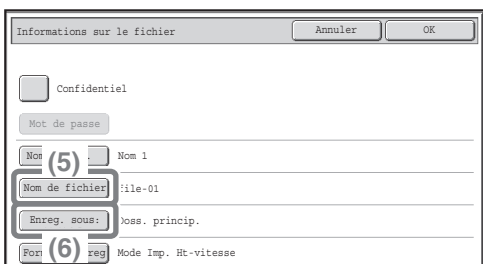 Informations sur le fichier Annuler OK
Confidentiel
Mot de passe
(5) Nom 1
Nom de fichier file-01
Enreg. sous: Doss. princip.
(6) Mode Imp. Ht-vitesse